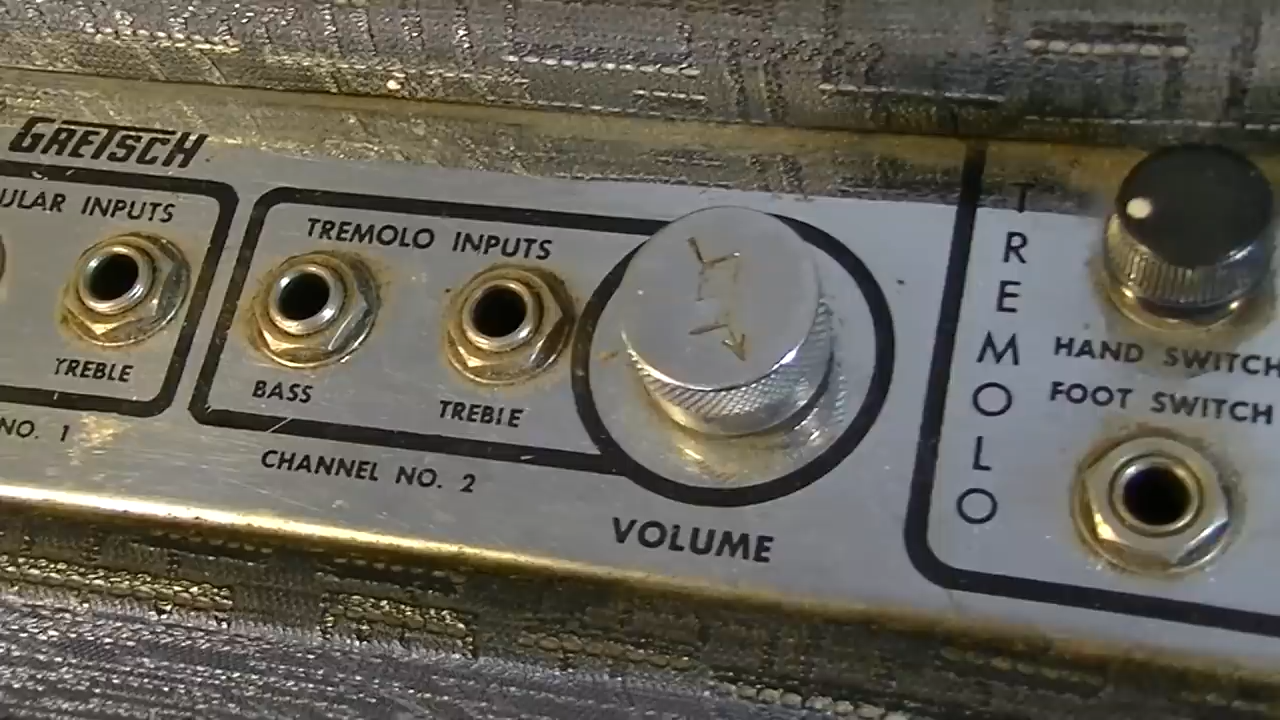 GRETSCH
ULAR INPUTS
TREBLE
NO. 1
TREMOLO INPUTS
BASS
TREBLE
CHANNEL NO. 2
VOLUME
TREMOLO
HAND SWITCH
FOOT SWITCH